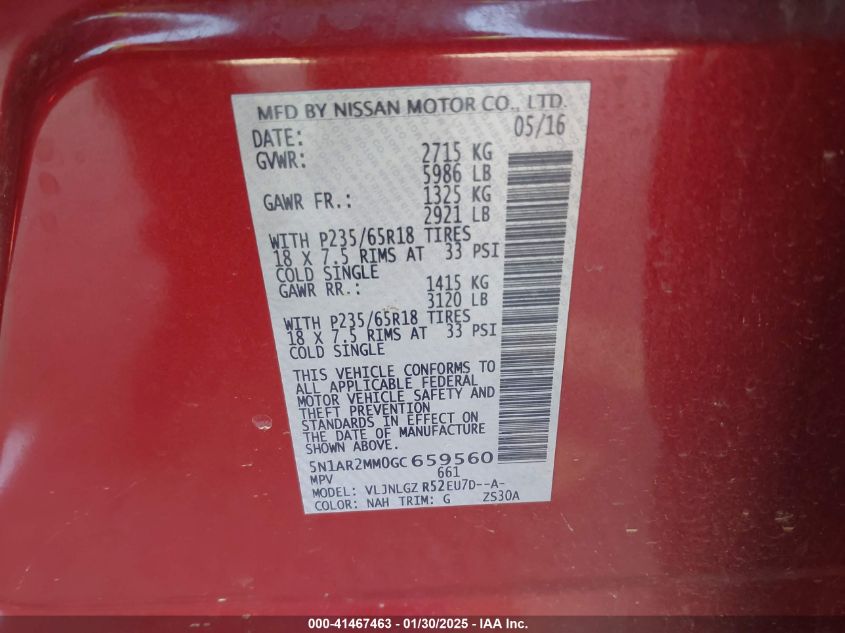 MFD BY NISSAN MOTOR CO., LTD.
DATE: 05/16
GVWR: 2715 KG
5986 LB
GAWR FR.: 1325 KG
2921 LB
WITH P235/65R18 TIRES
18 X 7.5 RIMS AT 33 PSI
COLD SINGLE
GAWR RR.: 1415 KG
3120 LB
WITH P235/65R18 TIRES
18 X 7.5 RIMS AT 33 PSI
COLD SINGLE
THIS VEHICLE CONFORMS TO
ALL APPLICABLE FEDERAL
MOTOR VEHICLE SAFETY AND
THEFT PREVENTION
STANDARDS IN EFFECT ON
THE DATE OF MANUFACTURE
SHOWN ABOVE.
5N1AR2MM0GC659560
MPV 661
MODEL: VLJNLGZ R52EU7D--A-
COLOR: NAH TRIM: G ZS30A
000-41467463 - 01/30/2025 - IAA Inc.